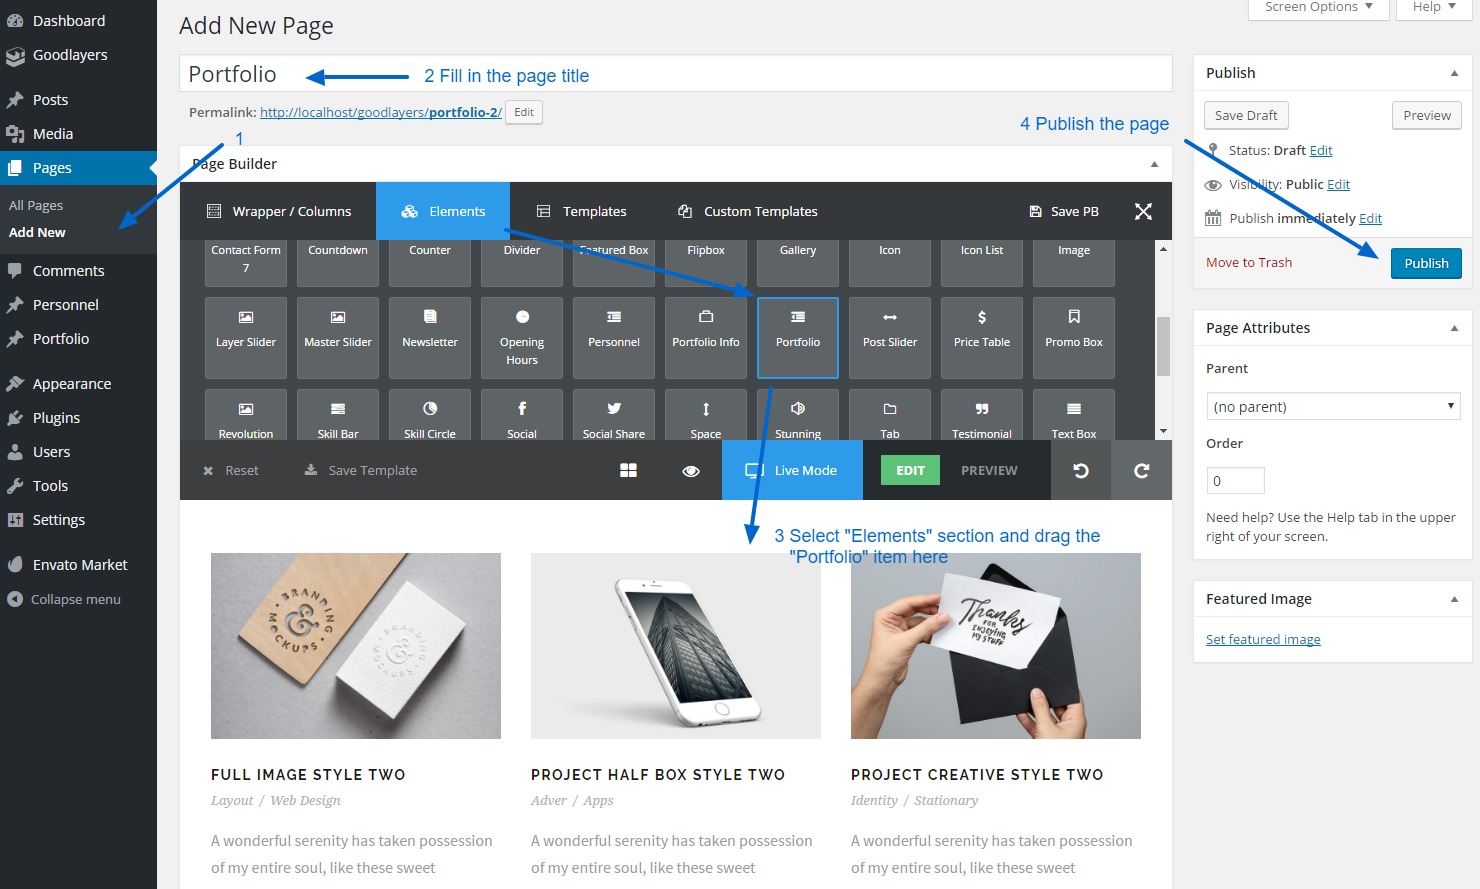 Dashboard
Goodlayers
Posts
Media
Pages
All Pages
Add New
Comments
Personnel
Portfolio
Appearance
Plugins
Users
Tools
Settings
Envato Market
Collapse menu
Screen Options
Help
Add New Page
Portfolio
2 Fill in the page title
Permalink: http://localhost/goodlayers/portfolio-2/ Edit
1
4 Publish the page
Page Builder
Wrapper / Columns
Elements
Templates
Custom Templates
Save PB
Contact Form
7
Countdown
Counter
Divider
Featured Box
Flipbox
Gallery
Icon
Icon List
Image
Layer Slider
Master Slider
Newsletter
Opening
Hours
Personnel
Portfolio Info
Portfolio
Post Slider
Price Table
Promo Box
Revolution
Skill Bar
Skill Circle
Social
Social Share
Space
Stunning
Tab
Testimonial
Text Box
Reset
Save Template
Live Mode
EDIT
PREVIEW
3 Select "Elements" section and drag the
"Portfolio" item here
BRANDING
&
MOCKUPS
BRANDING
&
MOCKUPS
Thanks
FOR
ENJOYING
MY STUFF
FULL IMAGE STYLE TWO
Layout / Web Design
A wonderful serenity has taken possession
of my entire soul, like these sweet
PROJECT HALF BOX STYLE TWO
Adver / Apps
A wonderful serenity has taken possession
of my entire soul, like these sweet
PROJECT CREATIVE STYLE TWO
Identity / Stationary
A wonderful serenity has taken possession
of my entire soul, like these sweet
Publish
Save Draft
Preview
Status: Draft Edit
Visibility: Public Edit
Publish immediately Edit
Move to Trash
Publish
Page Attributes
Parent
(no parent)
Order
0
Need help? Use the Help tab in the upper
right of your screen.
Featured Image
Set featured image